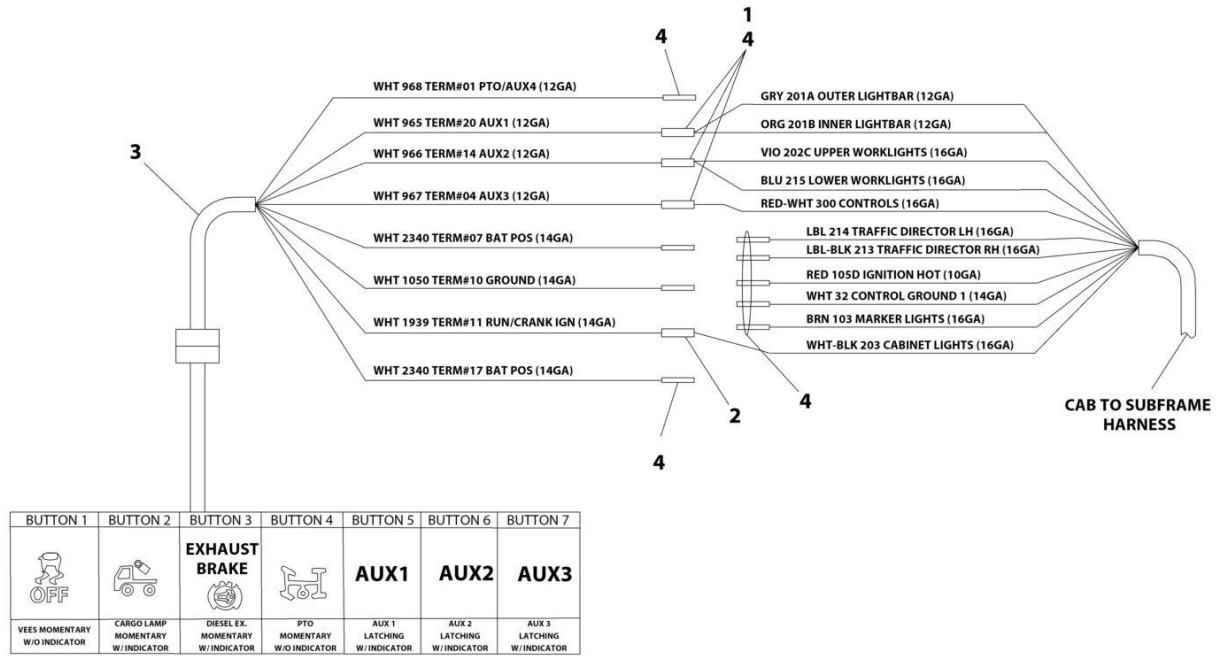 1
4
4
WHT 968 TERM#01 PTO/AUX4 (12GA)
WHT 965 TERM#20 AUX1 (12GA)
WHT 966 TERM#14 AUX2 (12GA)
WHT 967 TERM#04 AUX3 (12GA)
WHT 2340 TERM#07 BAT POS (14GA)
WHT 1050 TERM#10 GROUND (14GA)
WHT 1939 TERM#11 RUN/CRANK IGN (14GA)
WHT 2340 TERM#17 BAT POS (14GA)
3
GRY 201A OUTER LIGHTBAR (12GA)
ORG 201B INNER LIGHTBAR (12GA)
VIO 202C UPPER WORKLIGHTS (16GA)
BLU 215 LOWER WORKLIGHTS (16GA)
RED-WHT 300 CONTROLS (16GA)
LBL 214 TRAFFIC DIRECTOR LH (16GA)
LBL-BLK 213 TRAFFIC DIRECTOR RH (16GA)
RED 105D IGNITION HOT (10GA)
WHT 32 CONTROL GROUND 1 (14GA)
BRN 103 MARKER LIGHTS (16GA)
WHT-BLK 203 CABINET LIGHTS (16GA)
2
4
4
CAB TO SUBFRAME
HARNESS
BUTTON 1 BUTTON 2 BUTTON 3 BUTTON 4 BUTTON 5 BUTTON 6 BUTTON 7
OFF
EXHAUST
BRAKE
AUX1
AUX2
AUX3
VEES MOMENTARY
W/O INDICATOR
CARGO LAMP
MOMENTARY
W/ INDICATOR
DIESEL EX.
MOMENTARY
W/ INDICATOR
PTO
MOMENTARY
W/O INDICATOR
AUX 1
LATCHING
W/ INDICATOR
AUX 2
LATCHING
W/ INDICATOR
AUX 3
LATCHING
W/ INDICATOR